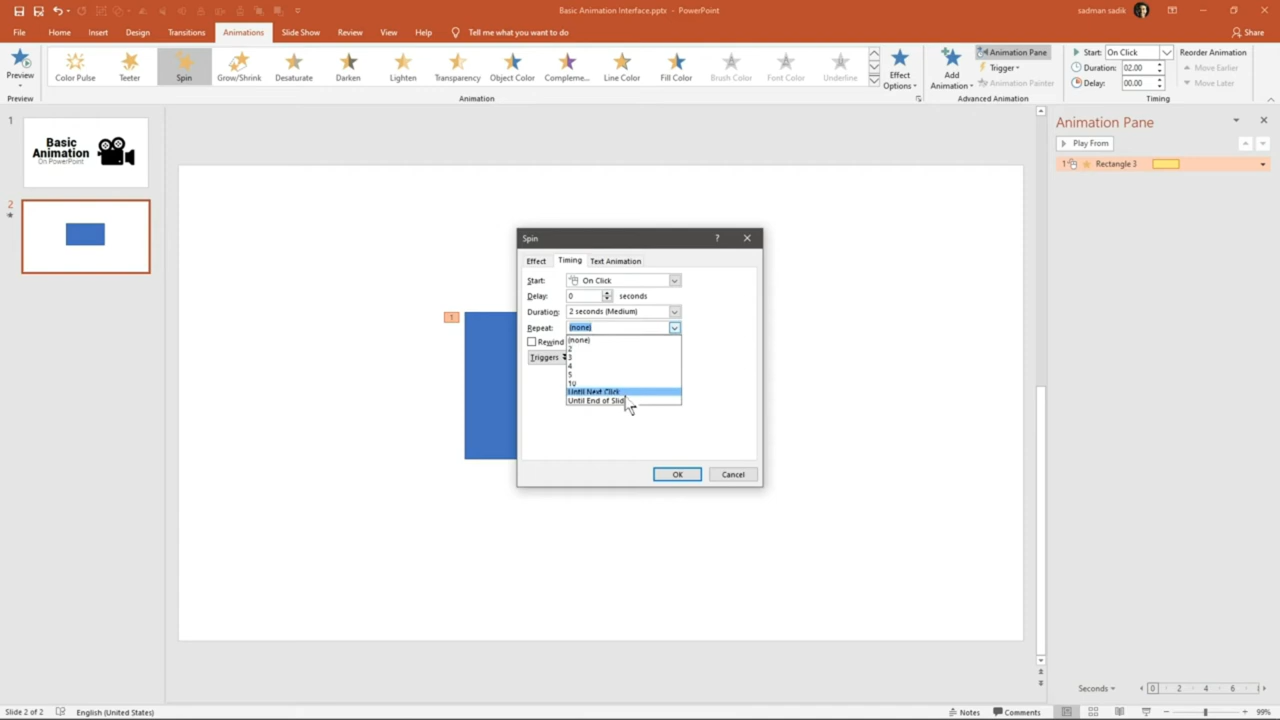 Basic Animation Interface.pptx - PowerPoint
sadman sadik
File Home Insert Design Transitions Animations Slide Show Review View Help Tell me what you want to do
Share
Preview
Color Pulse Teeter Spin Grow/Shrink Desaturate Darken Lighten Transparency Object Color Compleme... Line Color Fill Color Brush Color Font Color Underline
Effect Options
Add Animation
Animation Pane
Trigger
Animation Painter
Start: On Click
Duration: 02.00
Delay: 00.00
Reorder Animation
Move Earlier
Move Later
Preview Animation Advanced Animation Timing
1
Basic
Animation
On PowerPoint
2
1
Spin ?
Effect Timing Text Animation
Start: On Click
Delay: 0 seconds
Duration: 2 seconds (Medium)
Repeat: (none)
Rewind
Triggers
(none)
2
3
4
5
10
Until Next Click
Until End of Slid
OK Cancel
Animation Pane
Play From
1 Rectangle 3
Seconds 0 2 4 6
Slide 2 of 2 English (United States) Notes Comments 99%